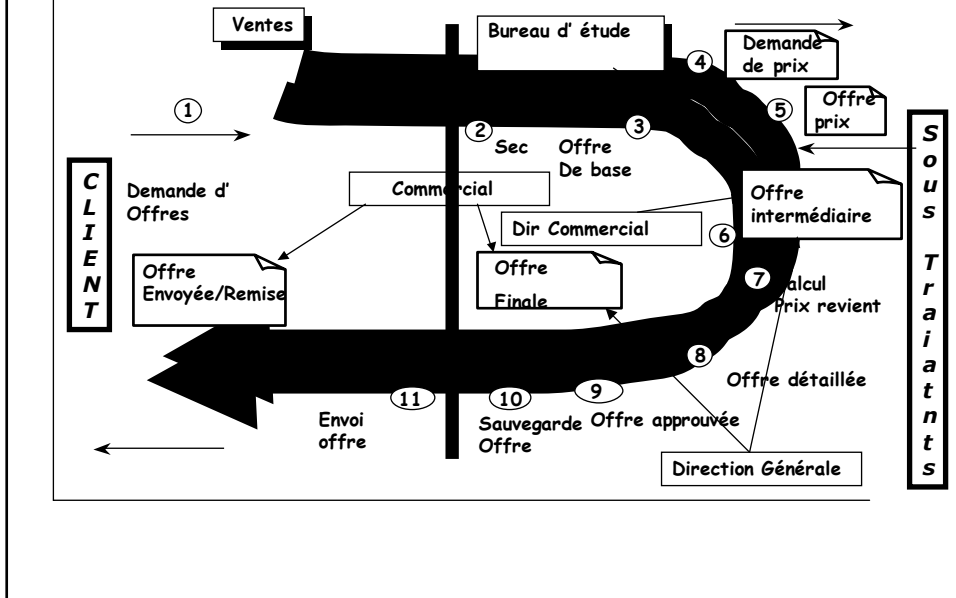 Ventes
Bureau d' étude
4
Demande
de prix
1
5
Offre
prix
2
3
Sec
Offre
De base
C
L
I
E
N
T
Demande d'
Offres
Commercial
Offre
intermédiaire
Dir Commercial
6
S
o
u
s
T
r
a
i
a
t
n
t
s
Offre
Envoyée/Remise
Offre
Finale
7
alcul
Prix revient
8
Offre détaillée
11
10
9
Envoi
offre
Sauvegarde
Offre
Offre approuvée
Direction Générale